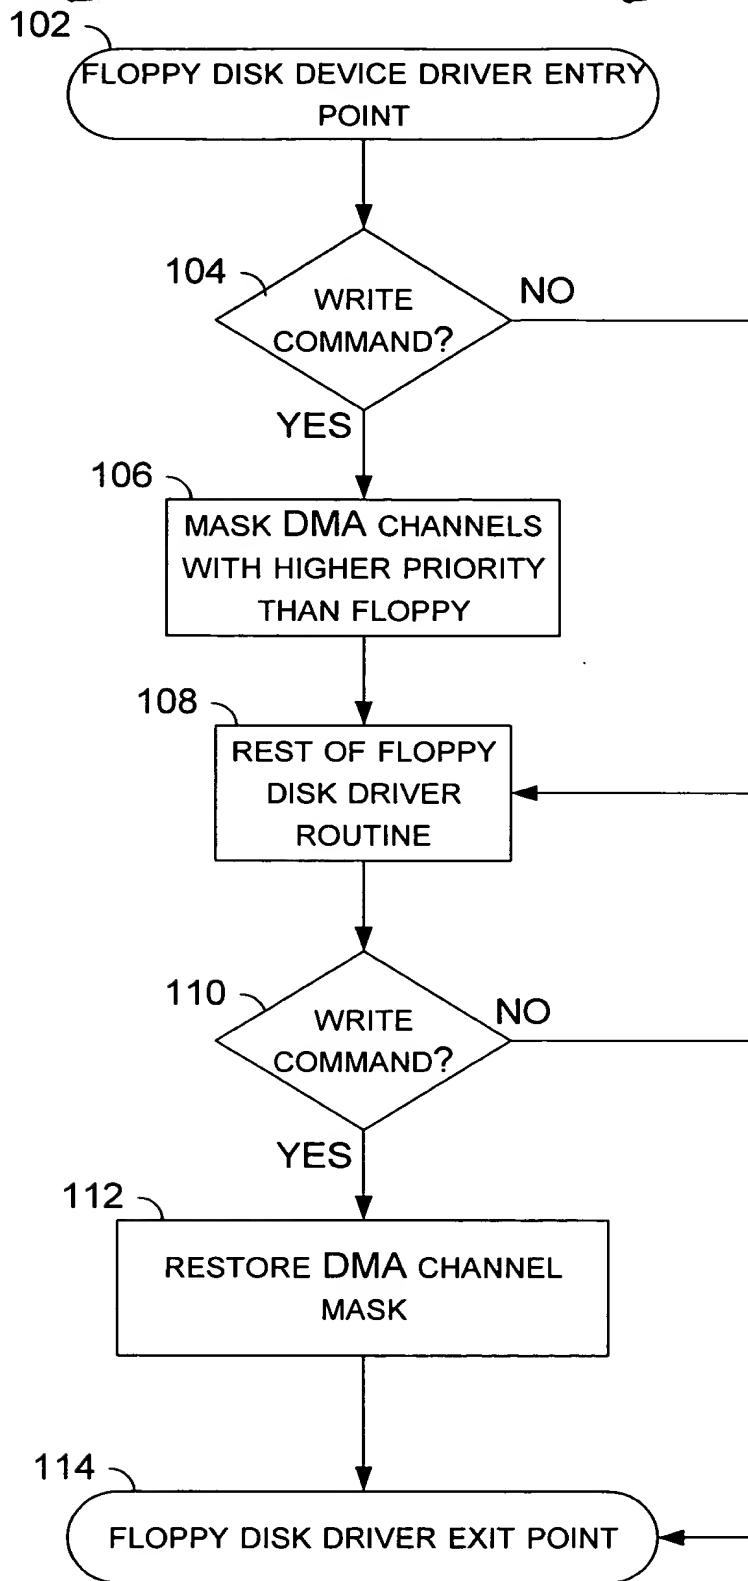 102
FLOPPY DISK DEVICE DRIVER ENTRY
POINT
104
WRITE
COMMAND?
NO
YES
106
MASK DMA CHANNELS
WITH HIGHER PRIORITY
THAN FLOPPY
108
REST OF FLOPPY
DISK DRIVER
ROUTINE
110
WRITE
COMMAND?
NO
YES
112
RESTORE DMA CHANNEL
MASK
114
FLOPPY DISK DRIVER EXIT POINT